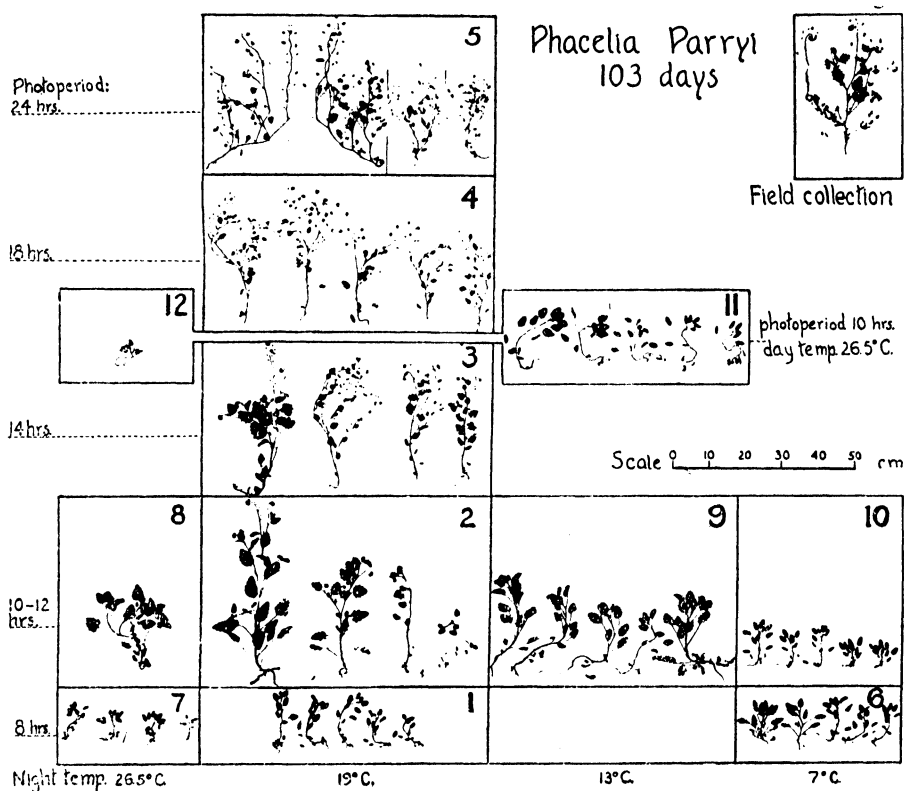 5
Phacelia Parryi
103 days
Photoperiod:
24 hrs.
Field collection
4
18 hrs.
12
11
photoperiod 10 hrs.
day temp. 26.5°C.
3
14 hrs.
Scale 0 10 20 30 40 50 cm
8
2
9
10
10-12
hrs.
7
1
6
8 hrs.
Night temp. 26.5°C.
19°C.
13°C.
7°C.